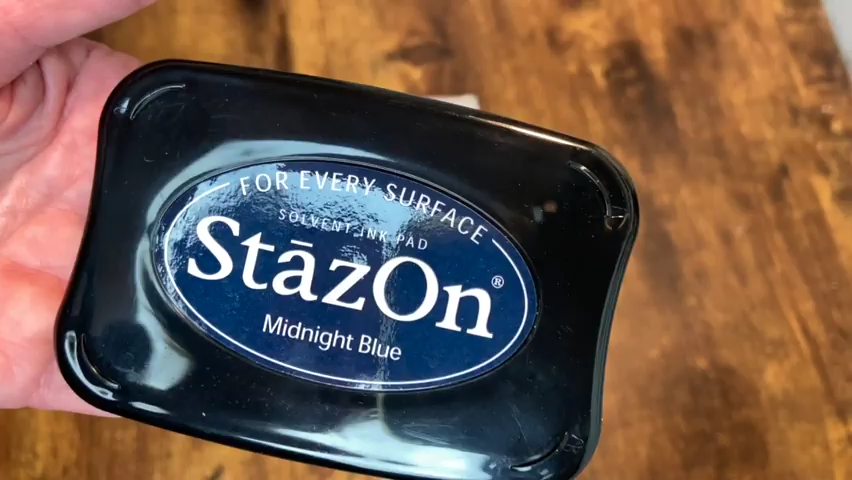 FOR EVERY SURFACE
SOLVENT INK PAD
StāzOn®
Midnight Blue